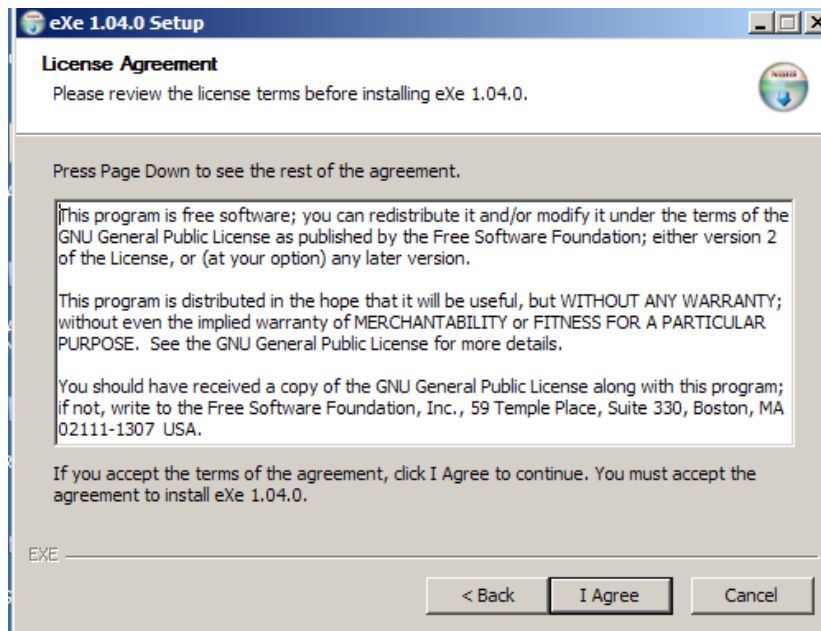 eXe 1.04.0 Setup
License Agreement
Please review the license terms before installing eXe 1.04.0.
Press Page Down to see the rest of the agreement.
This program is free software; you can redistribute it and/or modify it under the terms of the
GNU General Public License as published by the Free Software Foundation; either version 2
of the License, or (at your option) any later version.
This program is distributed in the hope that it will be useful, but WITHOUT ANY WARRANTY;
without even the implied warranty of MERCHANTABILITY or FITNESS FOR A PARTICULAR
PURPOSE.  See the GNU General Public License for more details.
You should have received a copy of the GNU General Public License along with this program;
if not, write to the Free Software Foundation, Inc., 59 Temple Place, Suite 330, Boston, MA
02111-1307 USA.
If you accept the terms of the agreement, click I Agree to continue. You must accept the
agreement to install eXe 1.04.0.
EXE
< Back I Agree Cancel